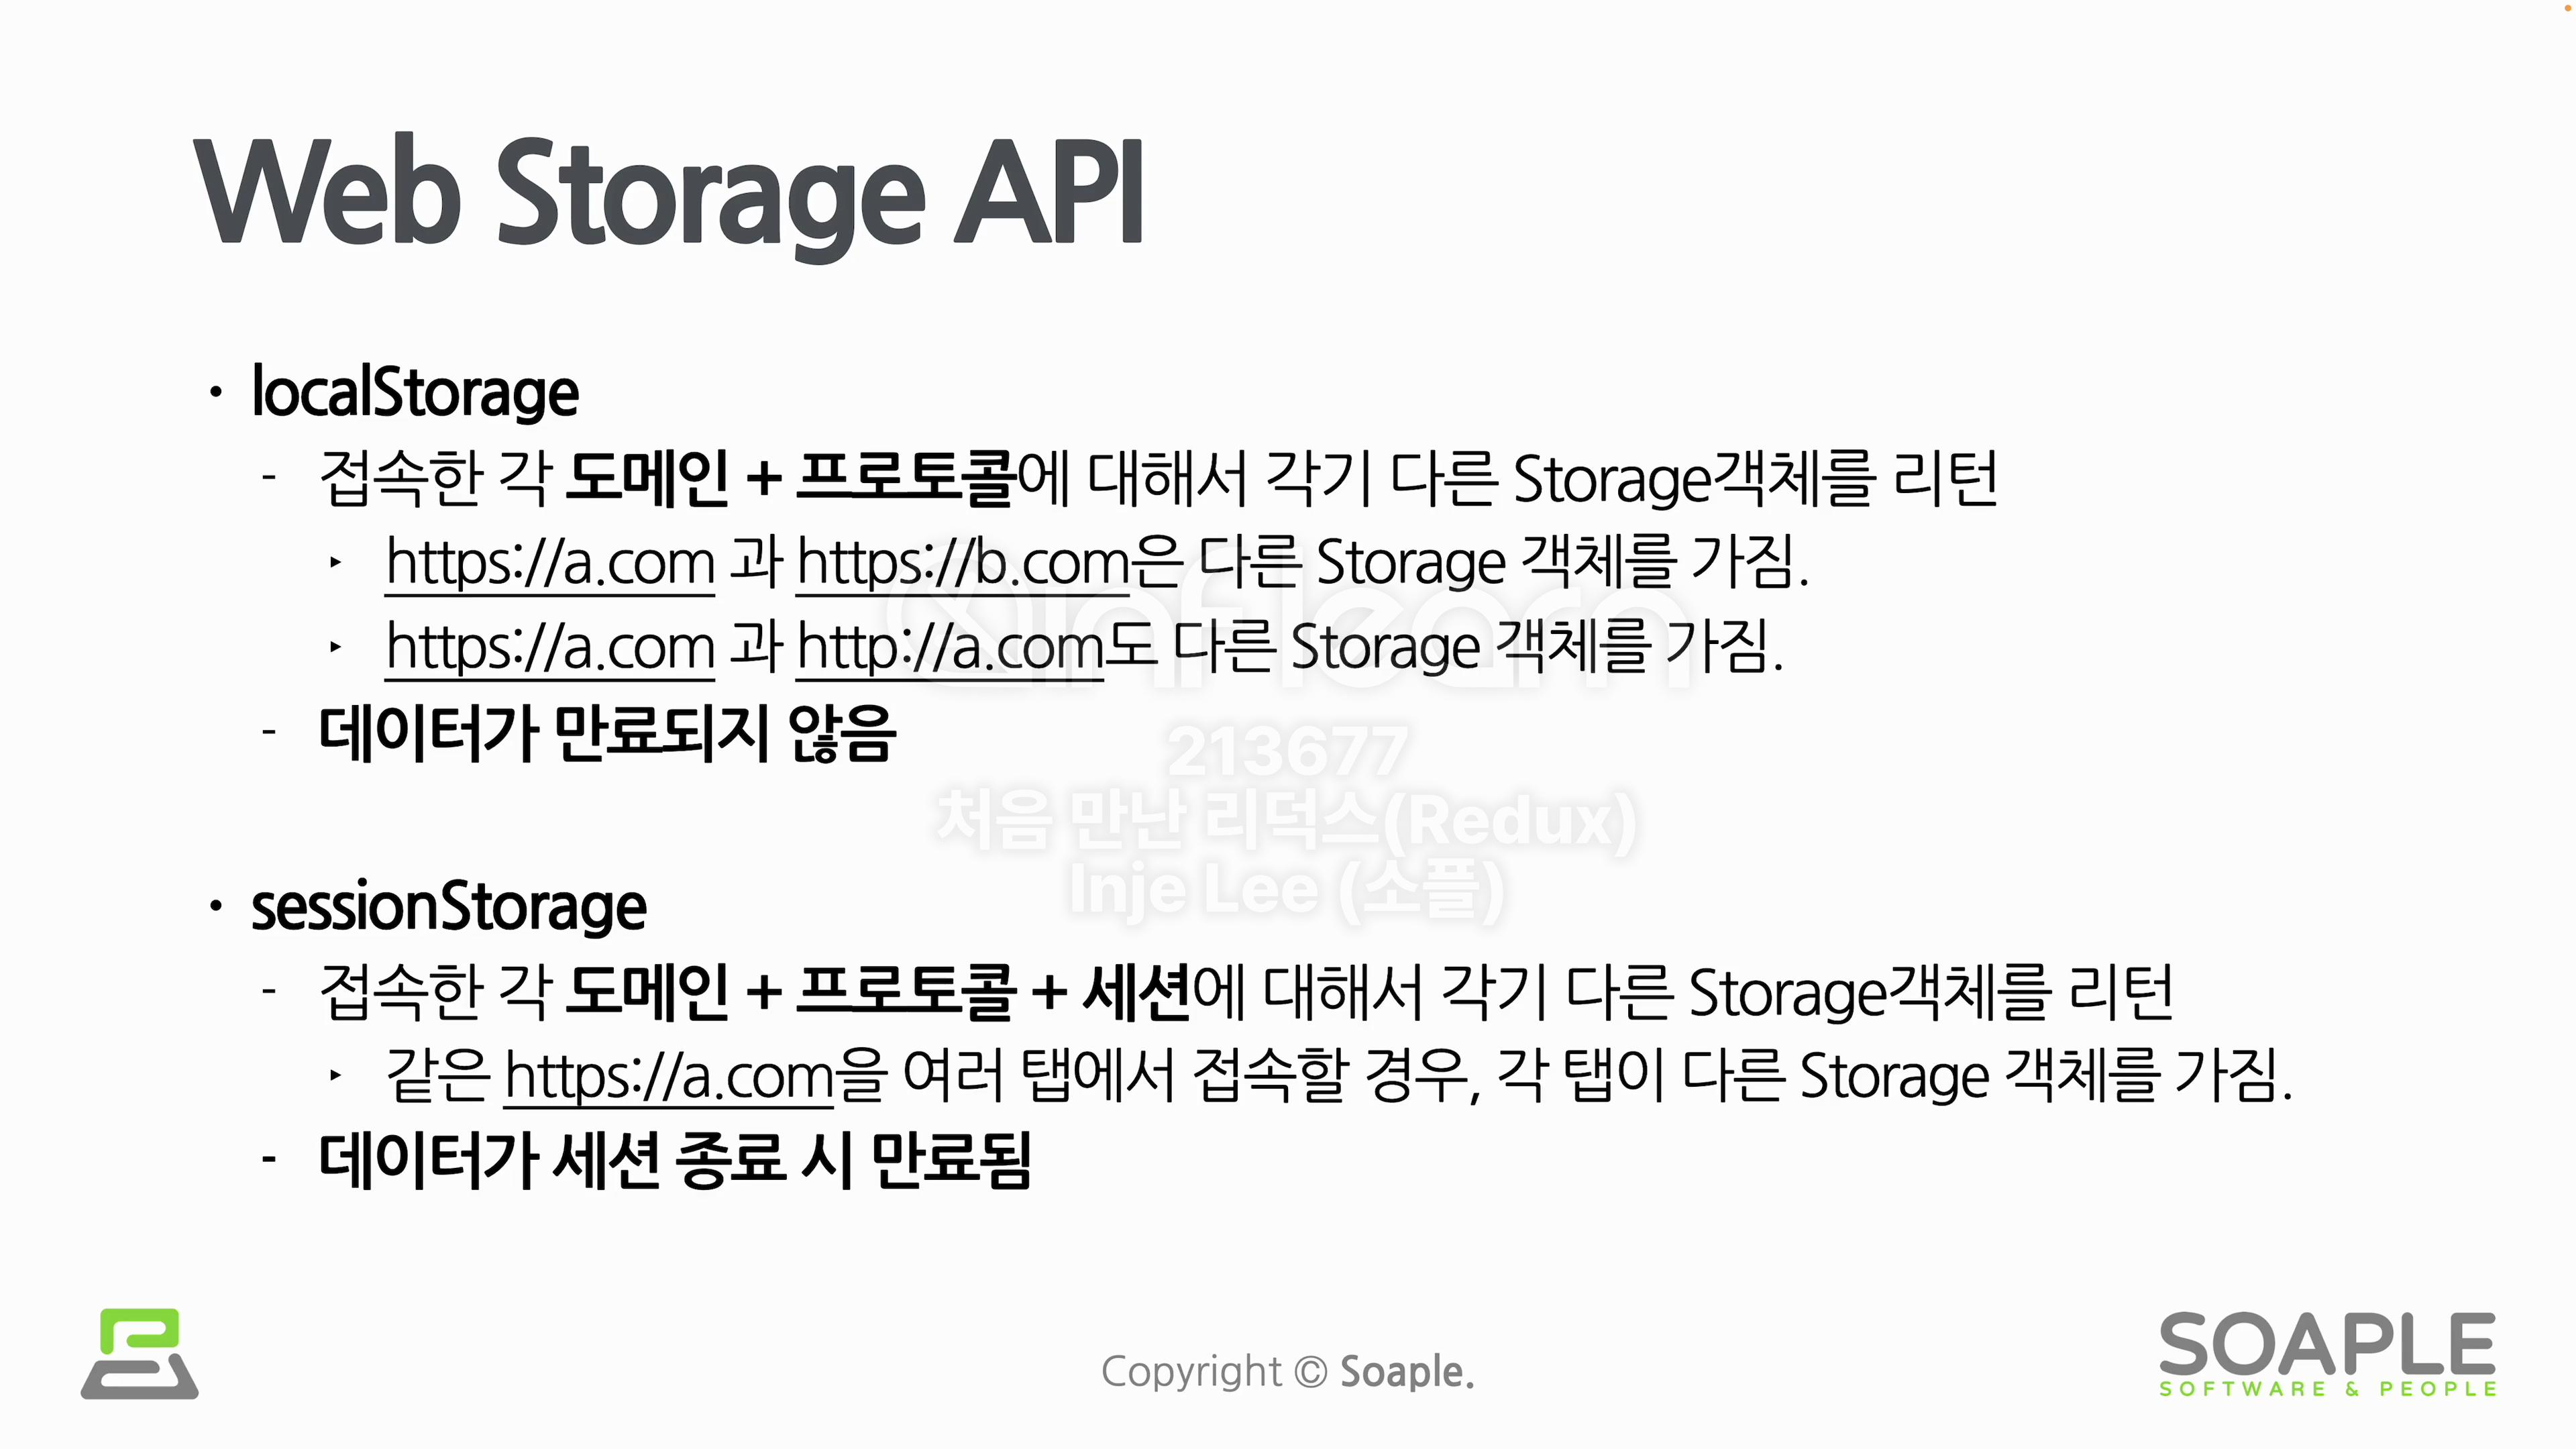 Web Storage API
• localStorage
- 접속한 각 도메인 + 프로토콜에 대해서 각기 다른 Storage객체를 리턴
‣ https://a.com 과 https://b.com은 다른 Storage 객체를 가짐.
‣ https://a.com 과 http://a.com도 다른 Storage 객체를 가짐.
- 데이터가 만료되지 않음
inflearn
213677
처음 만난 리덕스(Redux)
Inje Lee (소플)
• sessionStorage
- 접속한 각 도메인 + 프로토콜 + 세션에 대해서 각기 다른 Storage객체를 리턴
‣ 같은 https://a.com을 여러 탭에서 접속할 경우, 각 탭이 다른 Storage 객체를 가짐.
- 데이터가 세션 종료 시 만료됨
Copyright © Soaple.
SOAPLE
SOFTWARE & PEOPLE